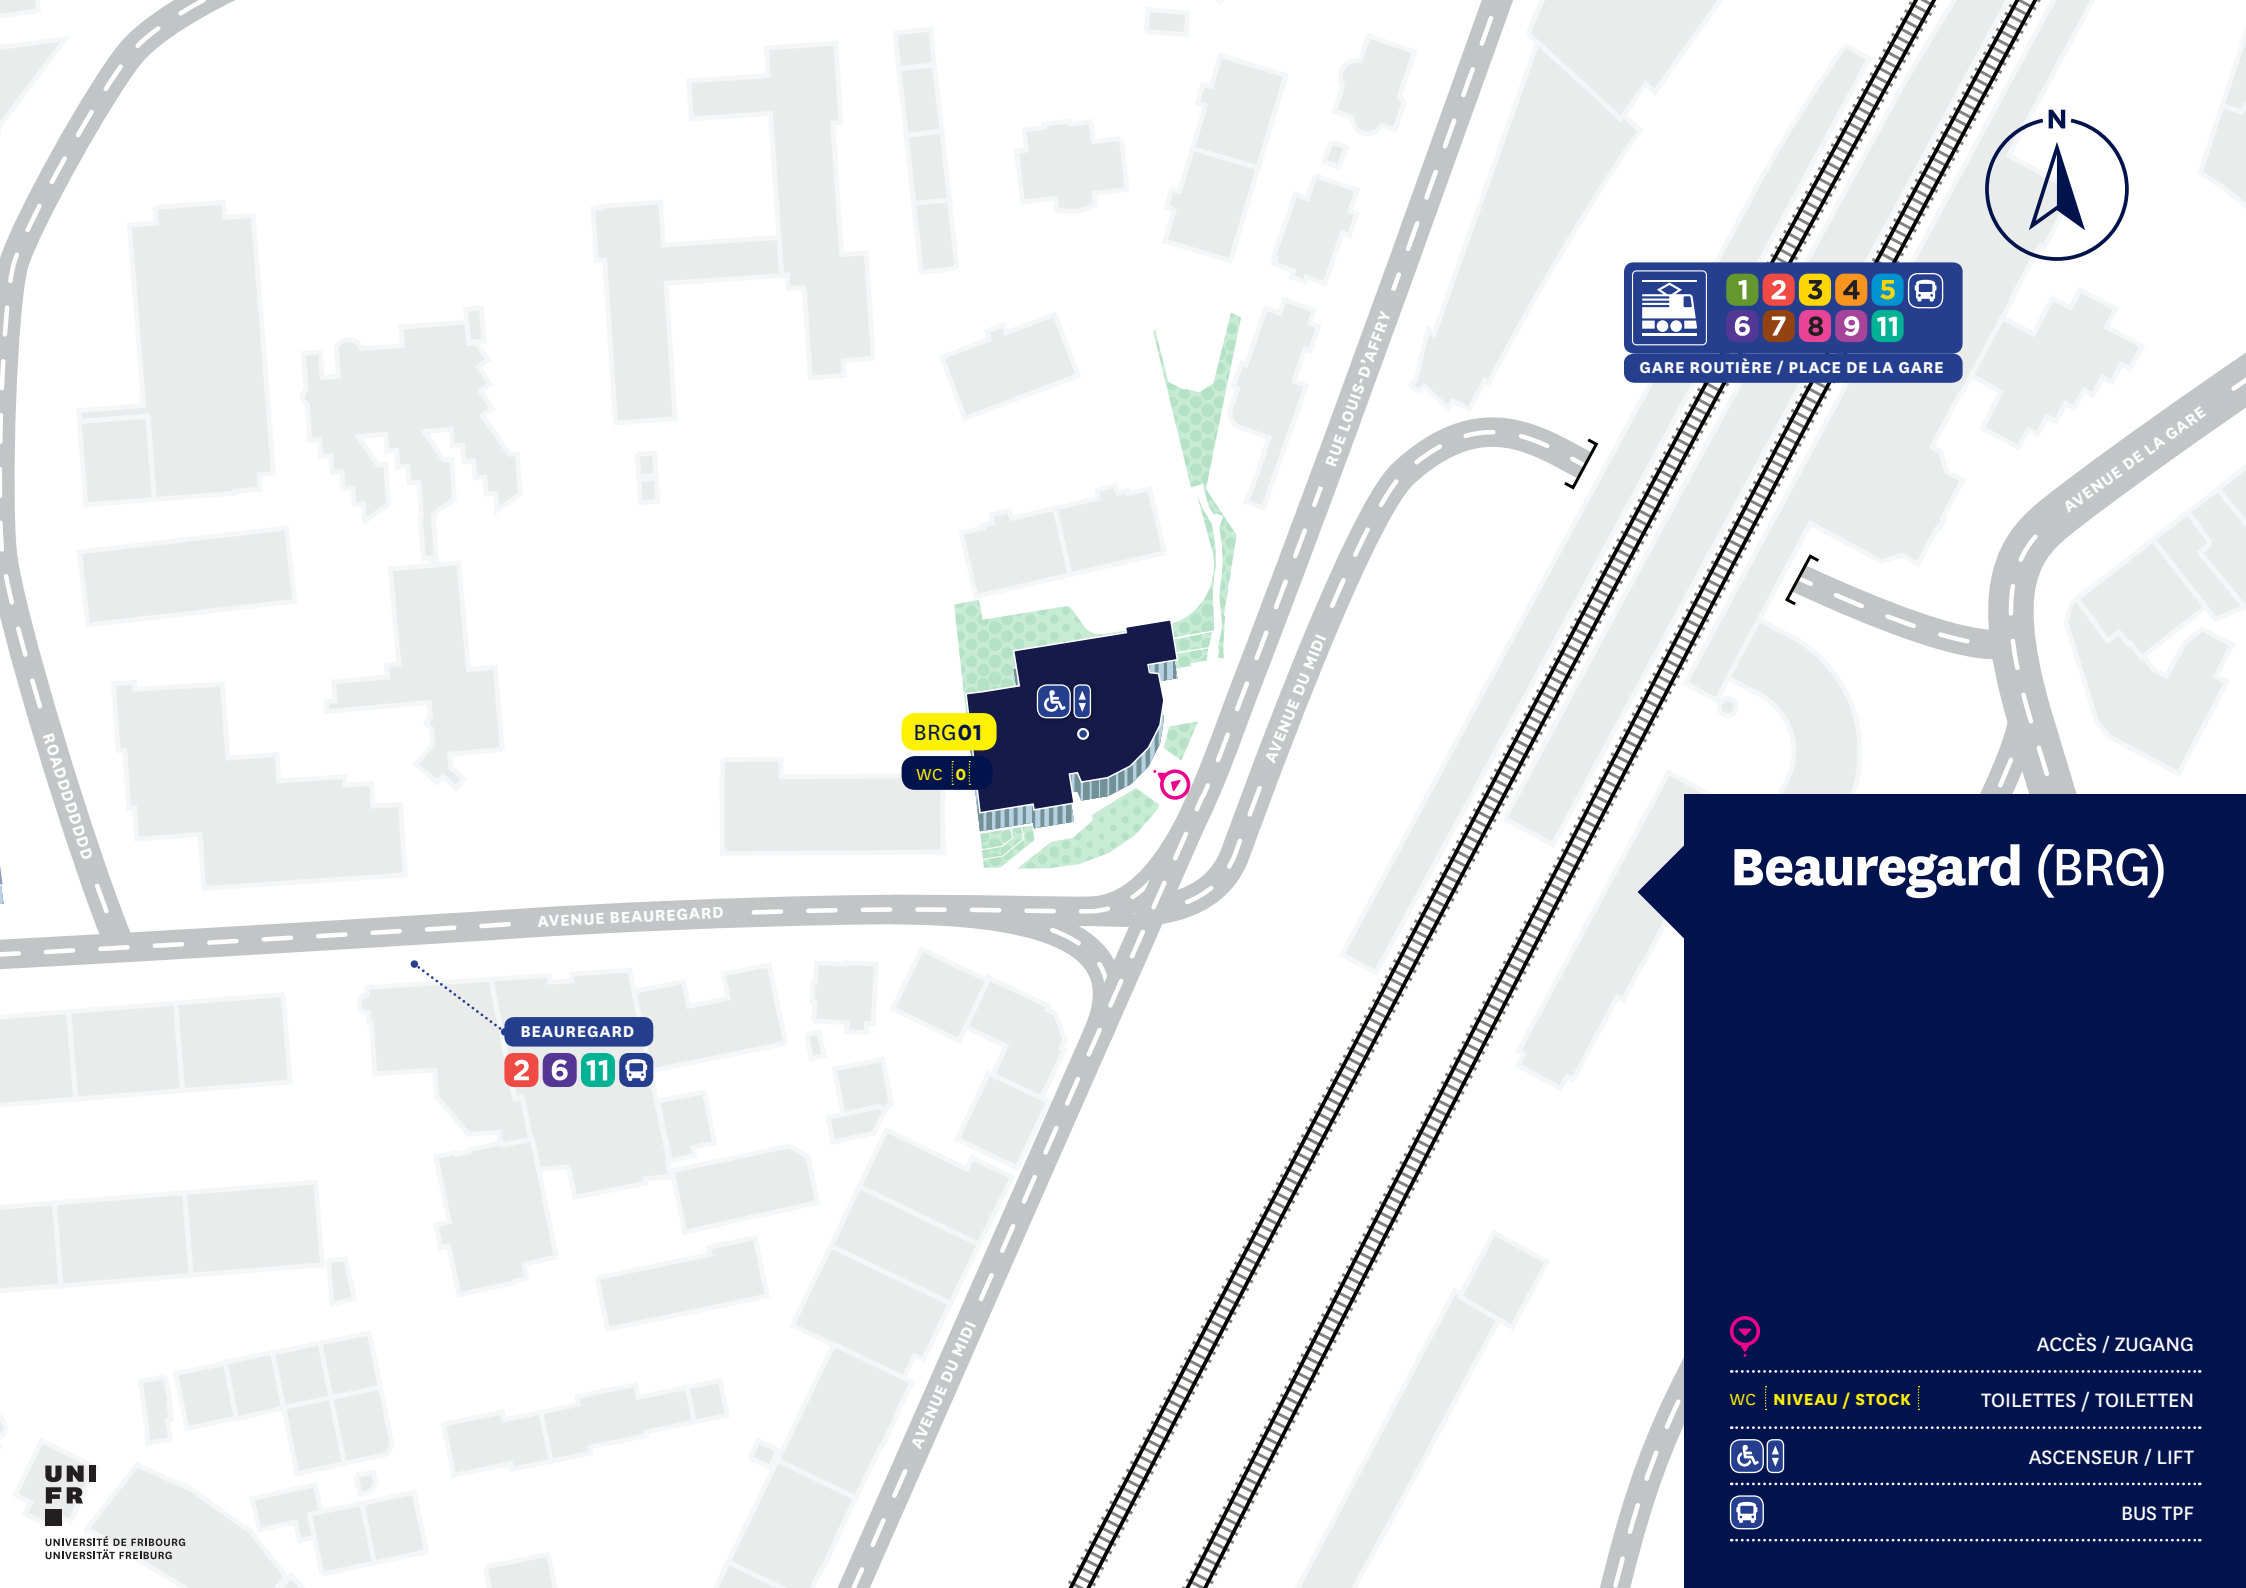 N
1 2 3 4 5
6 7 8 9 11
GARE ROUTIÈRE / PLACE DE LA GARE
RUE LOUIS-D'AFFRY
AVENUE DE LA GARE
AVENUE DU MIDI
ROADDDDDDD
BRG01
WC 0
Beauregard (BRG)
AVENUE BEAUREGARD
BEAUREGARD
2 6 11
AVENUE DU MIDI
ACCÈS / ZUGANG
WC NIVEAU / STOCK TOILETTES / TOILETTEN
ASCENSEUR / LIFT
BUS TPF
UNI
FR
UNIVERSITÉ DE FRIBOURG
UNIVERSITÄT FREIBURG